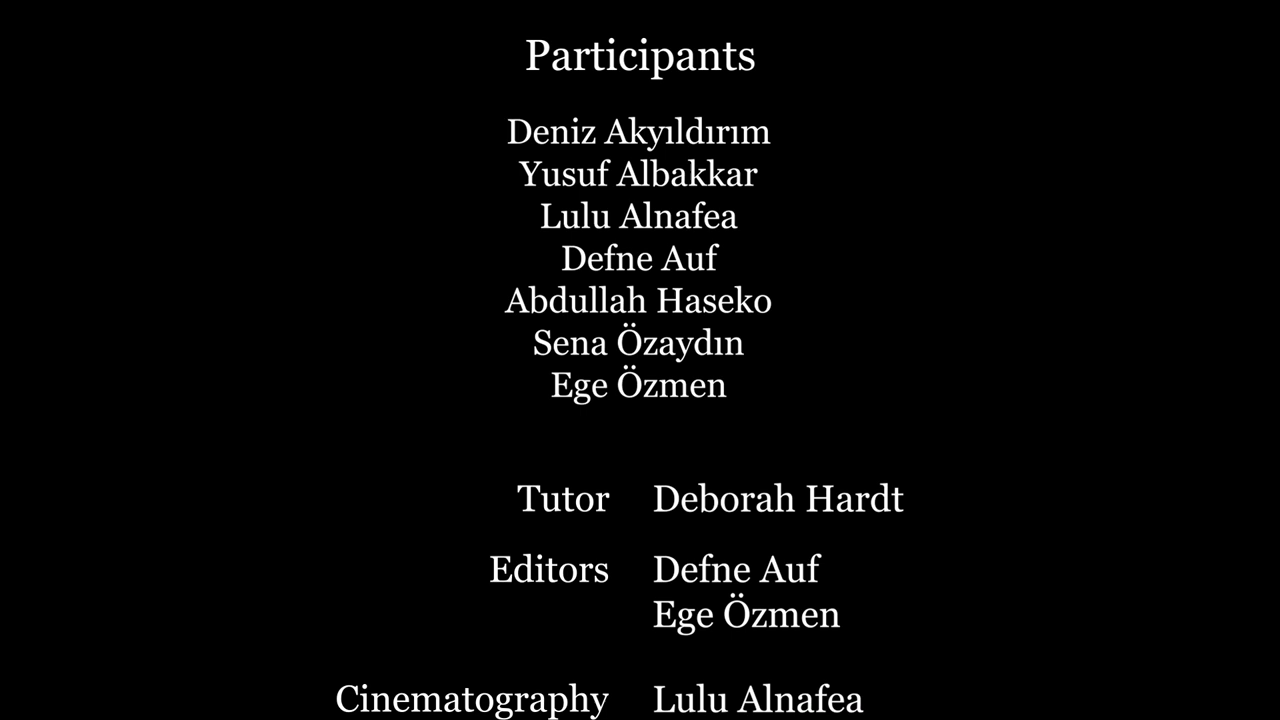 Participants
Deniz Akyıldırım
Yusuf Albakkar
Lulu Alnafea
Defne Auf
Abdullah Haseko
Sena Özaydın
Ege Özmen
Tutor Deborah Hardt
Editors Defne Auf
Ege Özmen
Cinematography Lulu Alnafea